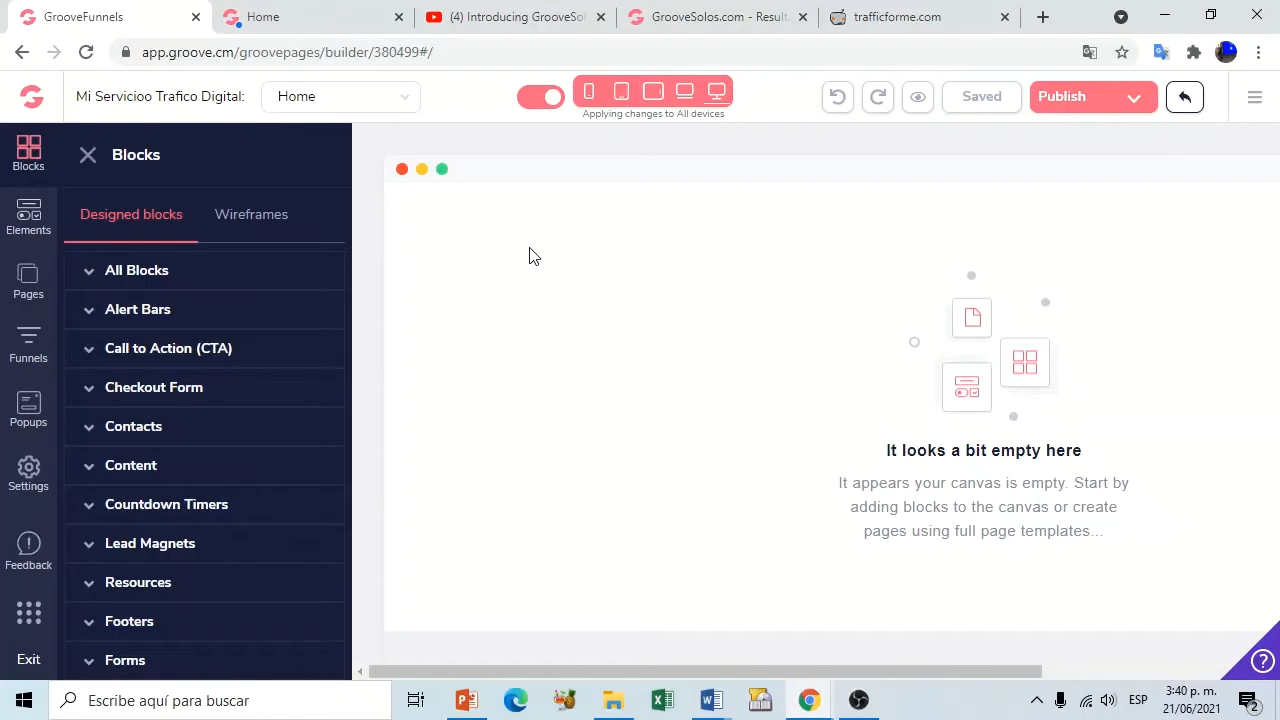 GrooveFunnels
Home
(4) Introducing GrooveSol
GrooveSolos.com - Result
trafficforme.com
app.groove.cm/groovepages/builder/380499#/
Mi Servicioo Trafico Digital:
Home
Applying changes to All devices
Saved
Publish
Blocks
Elements
Pages
Funnels
Popups
Settings
Feedback
Exit
Blocks
Designed blocks
Wireframes
All Blocks
Alert Bars
Call to Action (CTA)
Checkout Form
Contacts
Content
Countdown Timers
Lead Magnets
Resources
Footers
Forms
It looks a bit empty here
It appears your canvas is empty. Start by
adding blocks to the canvas or create
pages using full page templates...
Escribe aquí para buscar
ESP
3:40 p. m.
21/06/2021
2